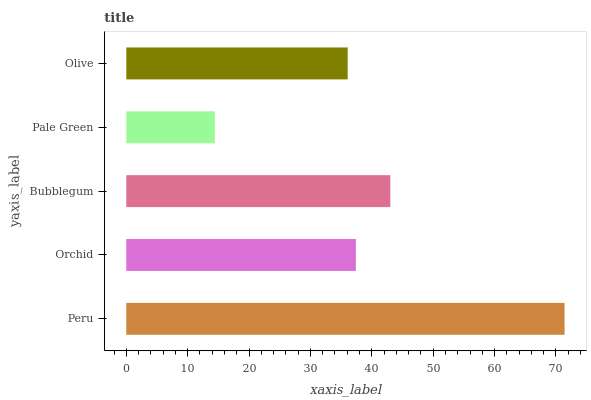 title
Olive
Pale Green
Bubblegum
Orchid
Peru
yaxis_label
0 10 20 30 40 50 60 70
xaxis_label